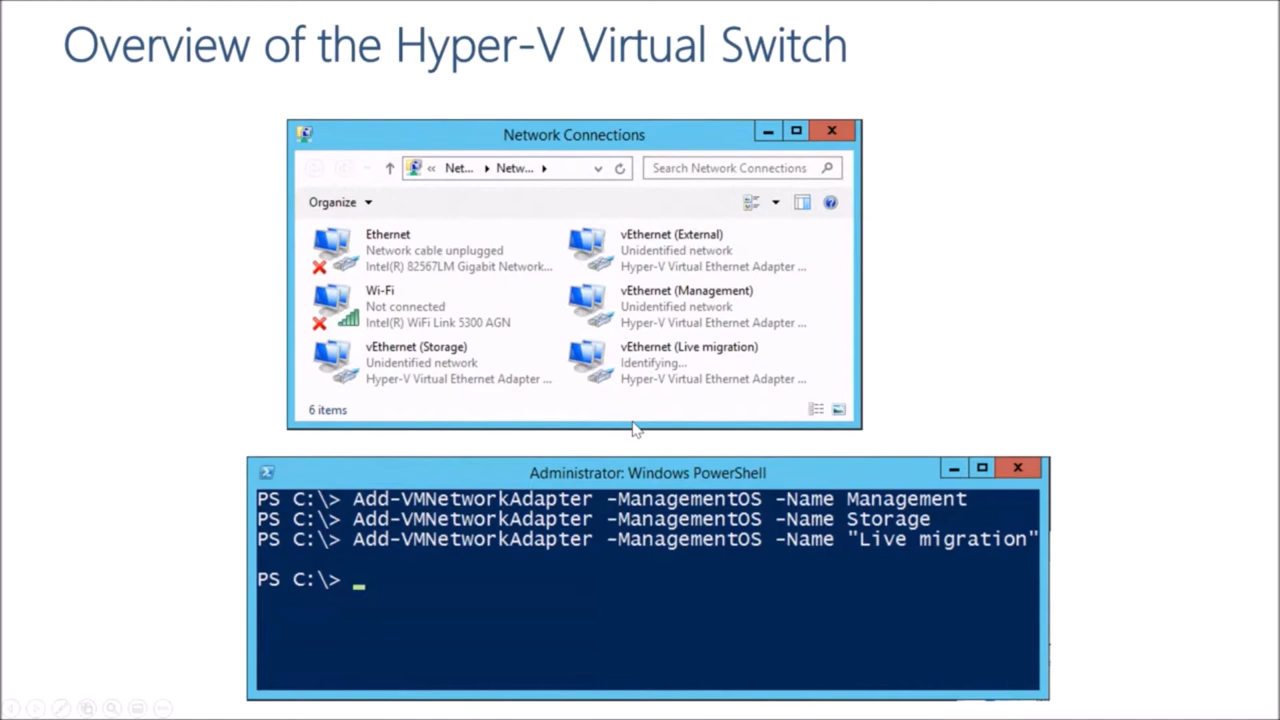 Overview of the Hyper-V Virtual Switch
Network Connections
« Net... Netw...
Search Network Connections
Organize
Ethernet
Network cable unplugged
Intel(R) 82567LM Gigabit Network...
vEthernet (External)
Unidentified network
Hyper-V Virtual Ethernet Adapter ...
Wi-Fi
Not connected
Intel(R) WiFi Link 5300 AGN
vEthernet (Management)
Unidentified network
Hyper-V Virtual Ethernet Adapter ...
vEthernet (Storage)
Unidentified network
Hyper-V Virtual Ethernet Adapter ...
vEthernet (Live migration)
Identifying...
Hyper-V Virtual Ethernet Adapter ...
6 items
Administrator: Windows PowerShell
PS C:\> Add-VMNetworkAdapter -ManagementOS -Name Management
PS C:\> Add-VMNetworkAdapter -ManagementOS -Name Storage
PS C:\> Add-VMNetworkAdapter -ManagementOS -Name "Live migration"
PS C:\>